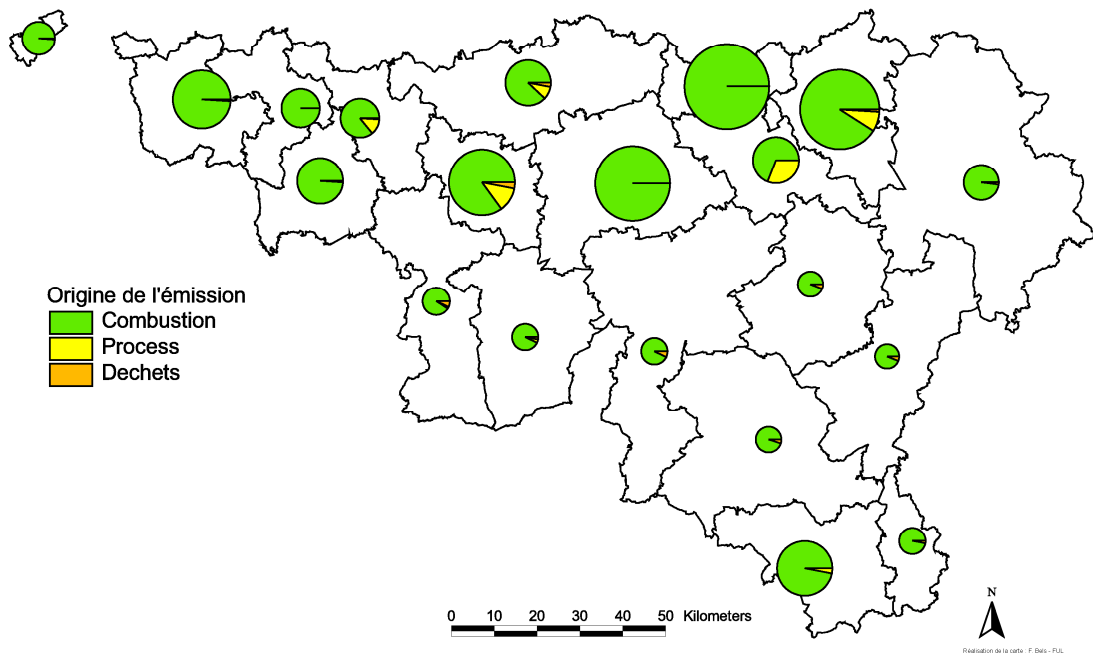 Origine de l'émission
Combustion
Process
Dechets
0 10 20 30 40 50 Kilometers
N
Réalisation de la carte : F. Bels - FUL